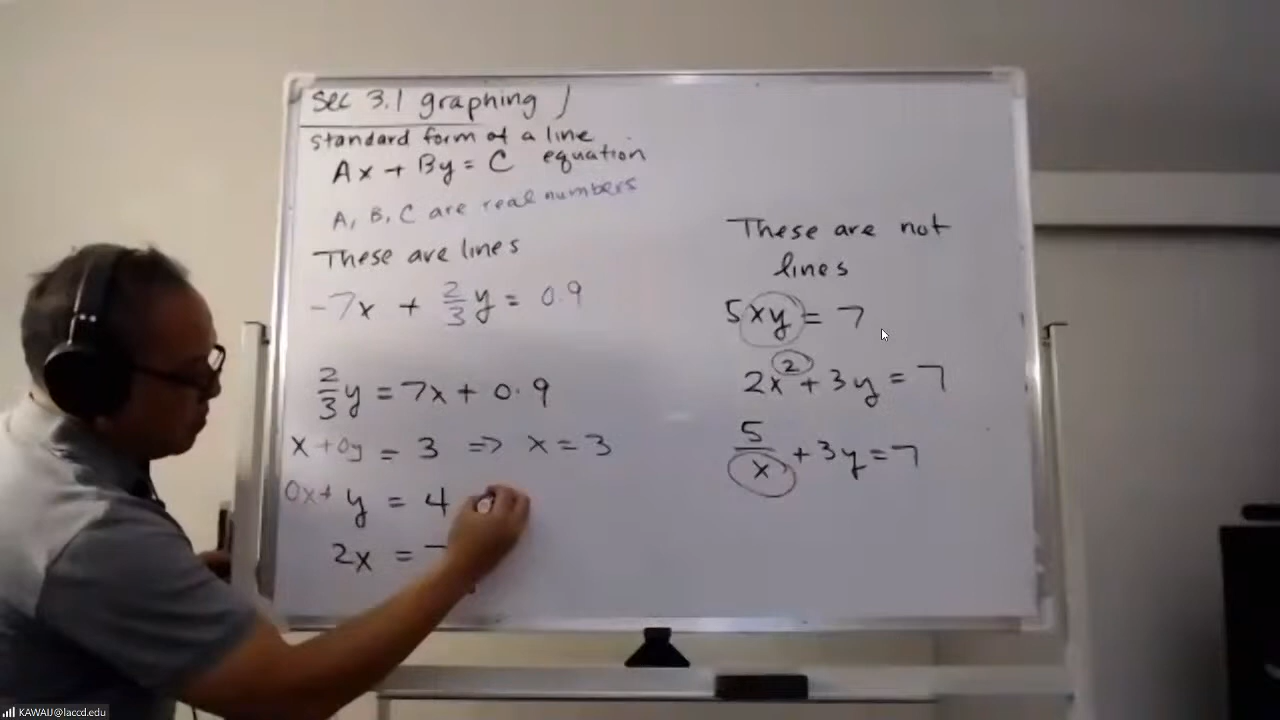 Sec 3.1 graphing
standard form of a line
Ax + By = C equation
A, B, C are real numbers
These are lines
-7x + 2/3 y = 0.9
2/3 y = 7x + 0.9
x + 0y = 3 => x = 3
0x + y = 4
2x =
These are not
lines
5xy = 7
2x² + 3y = 7
5/x + 3y = 7
KAWAIJ@laccd.edu